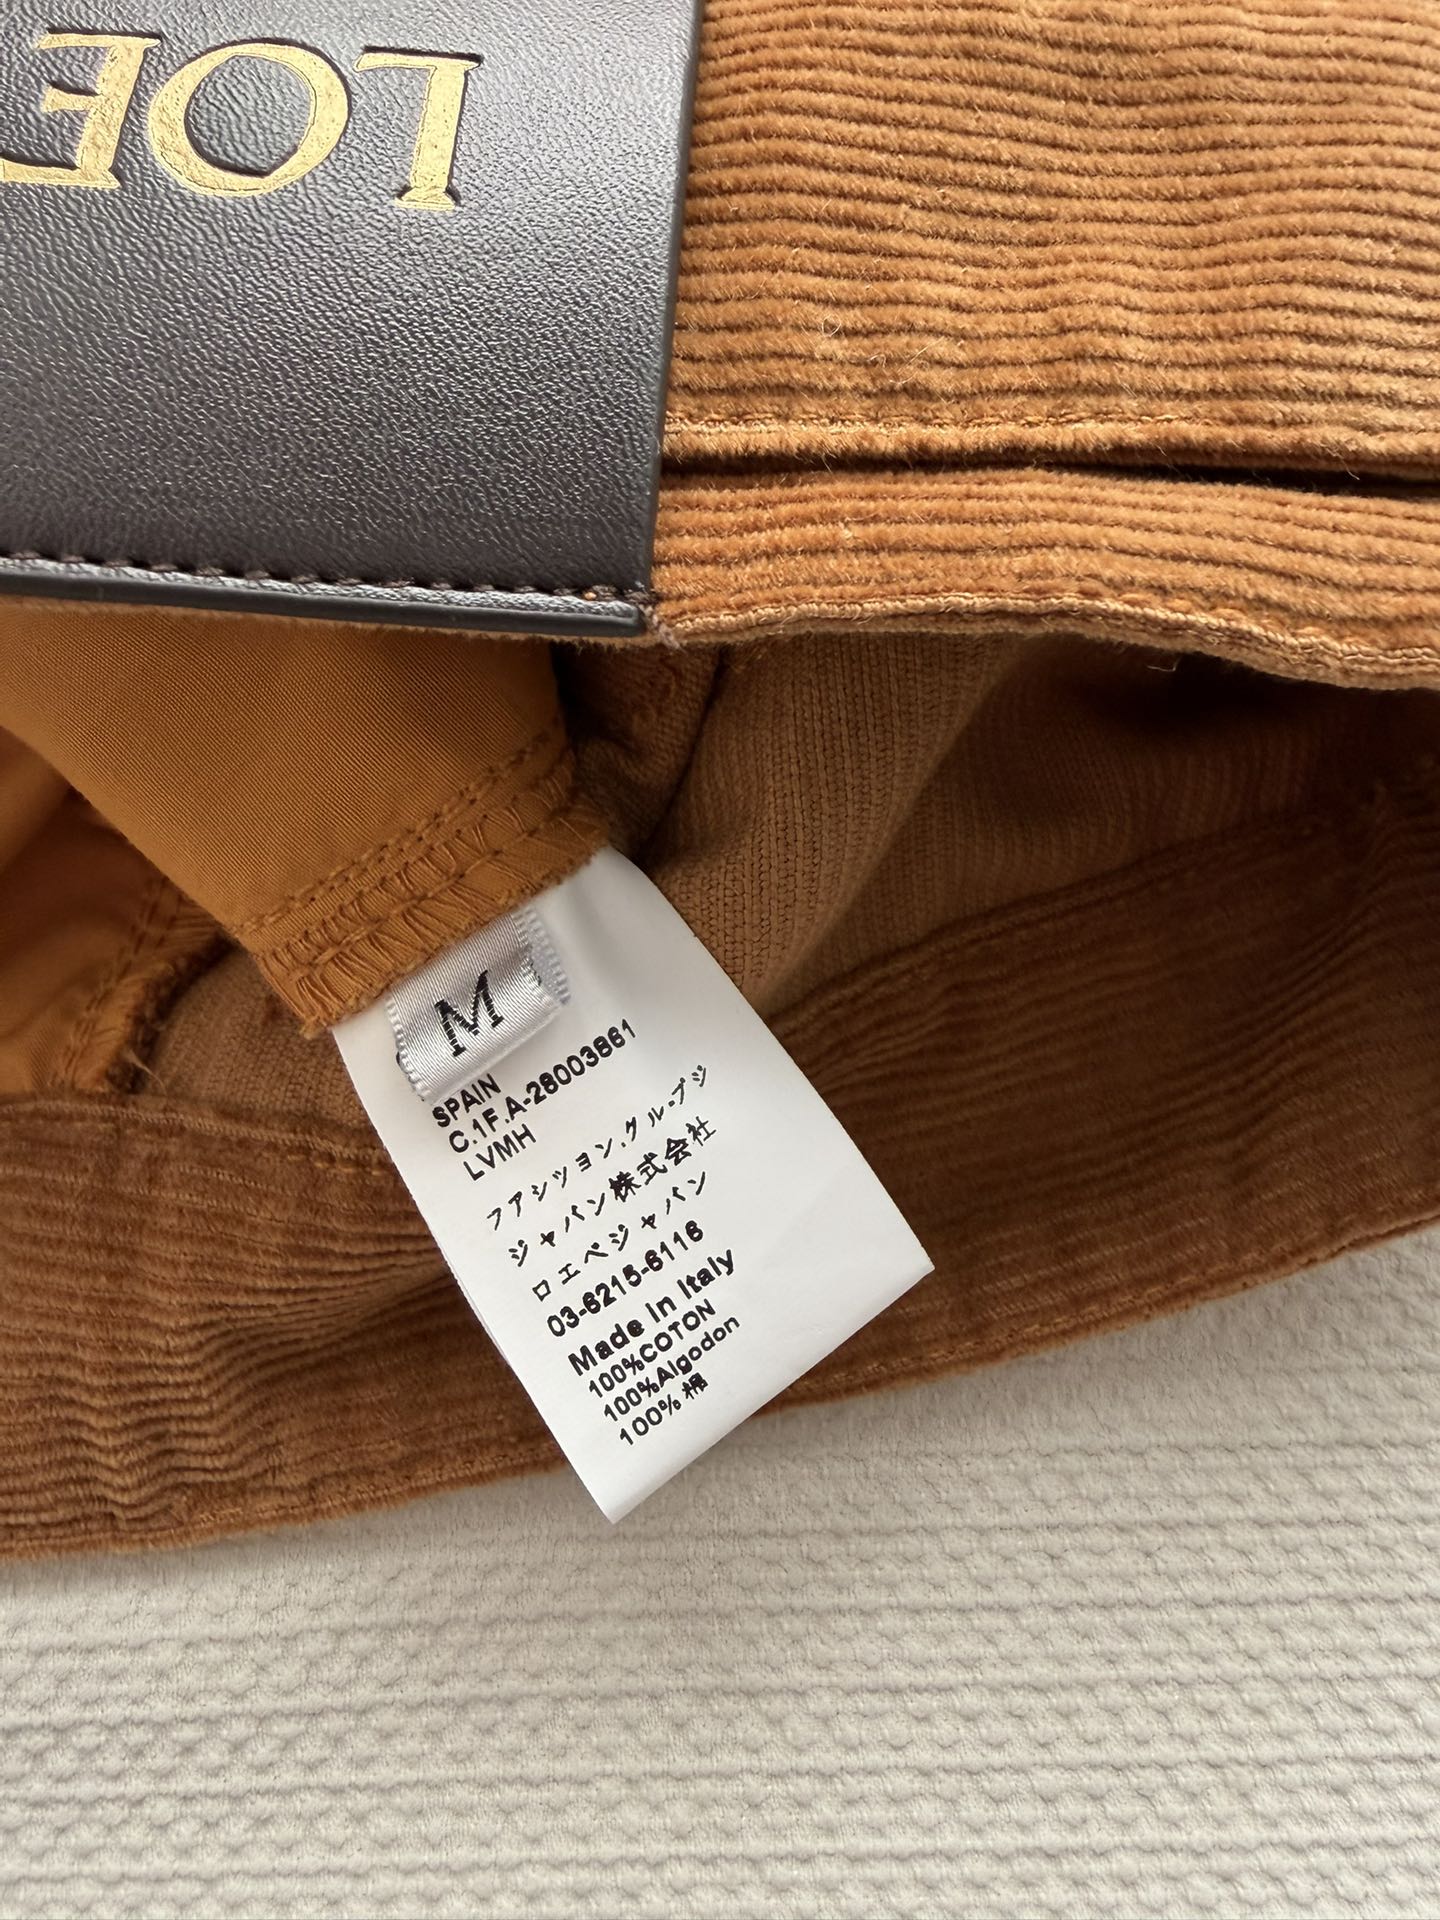 LOE
M
SPAIN
C.1F.A-28003861
LVMH
ファシツヨン.グル-プジ
ジャパン株式会社
ロエベジャパン
03-6215-6116
Made in Italy
100%COTON
100%Algodon
100% 棉